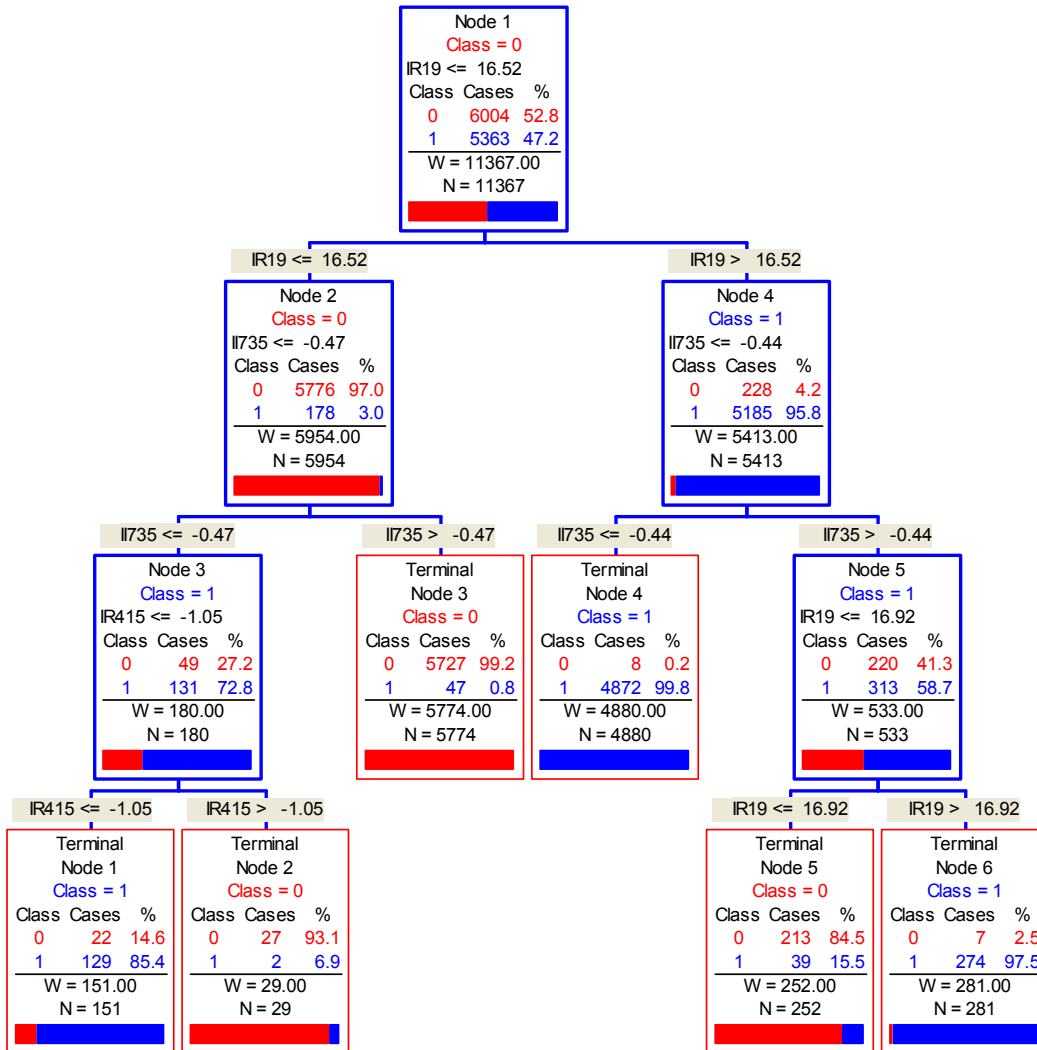 Node 1
Class = 0
IR19 <= 16.52
Class Cases %
0 6004 52.8
1 5363 47.2
W = 11367.00
N = 11367
IR19 <= 16.52
IR19 > 16.52
Node 2
Class = 0
II735 <= -0.47
Class Cases %
0 5776 97.0
1 178 3.0
W = 5954.00
N = 5954
Node 4
Class = 1
II735 <= -0.44
Class Cases %
0 228 4.2
1 5185 95.8
W = 5413.00
N = 5413
II735 <= -0.47
II735 > -0.47
II735 <= -0.44
II735 > -0.44
Node 3
Class = 1
IR415 <= -1.05
Class Cases %
0 49 27.2
1 131 72.8
W = 180.00
N = 180
Terminal
Node 3
Class = 0
Class Cases %
0 5727 99.2
1 47 0.8
W = 5774.00
N = 5774
Terminal
Node 4
Class = 1
Class Cases %
0 8 0.2
1 4872 99.8
W = 4880.00
N = 4880
Node 5
Class = 1
IR19 <= 16.92
Class Cases %
0 220 41.3
1 313 58.7
W = 533.00
N = 533
IR415 <= -1.05
IR415 > -1.05
IR19 <= 16.92
IR19 > 16.92
Terminal
Node 1
Class = 1
Class Cases %
0 22 14.6
1 129 85.4
W = 151.00
N = 151
Terminal
Node 2
Class = 0
Class Cases %
0 27 93.1
1 2 6.9
W = 29.00
N = 29
Terminal
Node 5
Class = 0
Class Cases %
0 213 84.5
1 39 15.5
W = 252.00
N = 252
Terminal
Node 6
Class = 1
Class Cases %
0 7 2.5
1 274 97.5
W = 281.00
N = 281